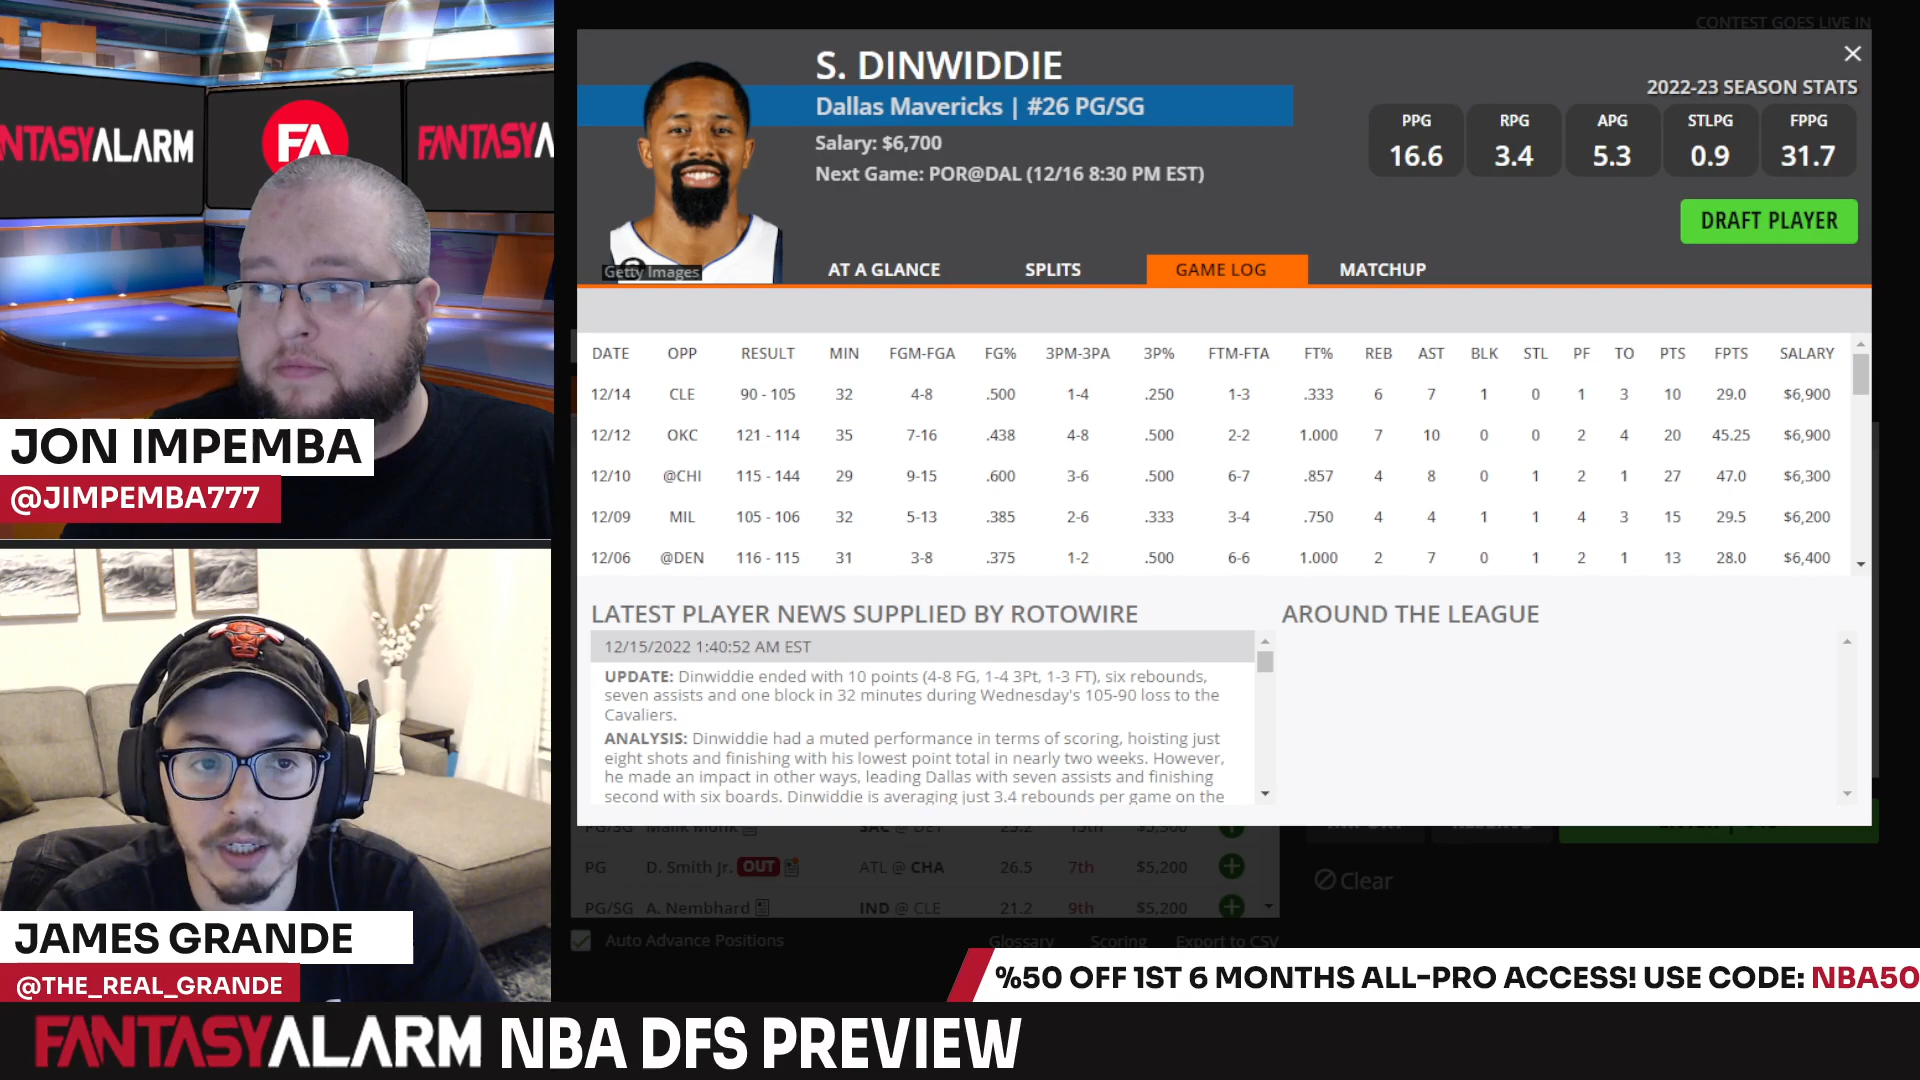 CONTEST GOES LIVE IN
FANTASYALARM
FA
FANTASYA
S. DINWIDDIE
Dallas Mavericks | #26 PG/SG
Salary: $6,700
Next Game: POR@DAL (12/16 8:30 PM EST)
Getty Images
2022-23 SEASON STATS
PPG RPG APG STLPG FPPG
16.6 3.4 5.3 0.9 31.7
DRAFT PLAYER
AT A GLANCE SPLITS GAME LOG MATCHUP
DATE OPP RESULT MIN FGM-FGA FG% 3PM-3PA 3P% FTM-FTA FT% REB AST BLK STL PF TO PTS FPTS SALARY
12/14 CLE 90 - 105 32 4-8 .500 1-4 .250 1-3 .333 6 7 1 0 1 3 10 29.0 $6,900
12/12 OKC 121 - 114 35 7-16 .438 4-8 .500 2-2 1.000 7 10 0 0 2 4 20 45.25 $6,900
12/10 @CHI 115 - 144 29 9-15 .600 3-6 .500 6-7 .857 4 8 0 1 2 1 27 47.0 $6,300
12/09 MIL 105 - 106 32 5-13 .385 2-6 .333 3-4 .750 4 4 1 1 4 3 15 29.5 $6,200
12/06 @DEN 116 - 115 31 3-8 .375 1-2 .500 6-6 1.000 2 7 0 1 2 1 13 28.0 $6,400
LATEST PLAYER NEWS SUPPLIED BY ROTOWIRE
12/15/2022 1:40:52 AM EST
UPDATE: Dinwiddie ended with 10 points (4-8 FG, 1-4 3Pt, 1-3 FT), six rebounds,
seven assists and one block in 32 minutes during Wednesday's 105-90 loss to the
Cavaliers.
ANALYSIS: Dinwiddie had a muted performance in terms of scoring, hoisting just
eight shots and finishing with his lowest point total in nearly two weeks. However,
he made an impact in other ways, leading Dallas with seven assists and finishing
second with six boards. Dinwiddie is averaging just 3.4 rebounds per game on the
AROUND THE LEAGUE
PG/SG Malik Monk SAC @ DET 25.2 $5,300
PG D. Smith Jr. OUT ATL @ CHA 26.5 7th $5,200
PG/SG A. Nembhard IND @ CLE 21.2 9th $5,200
Clear
Auto Advance Positions
Glossary Scoring Export to CSV
JON IMPEMBA
@JIMPEMBA777
JAMES GRANDE
@THE_REAL_GRANDE
%50 OFF 1ST 6 MONTHS ALL-PRO ACCESS! USE CODE: NBA50
FANTASYALARM NBA DFS PREVIEW